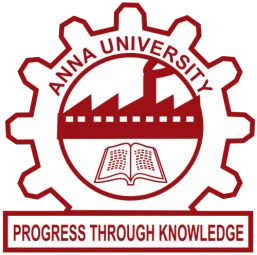 ANNA UNIVERSITY
PROGRESS THROUGH KNOWLEDGE